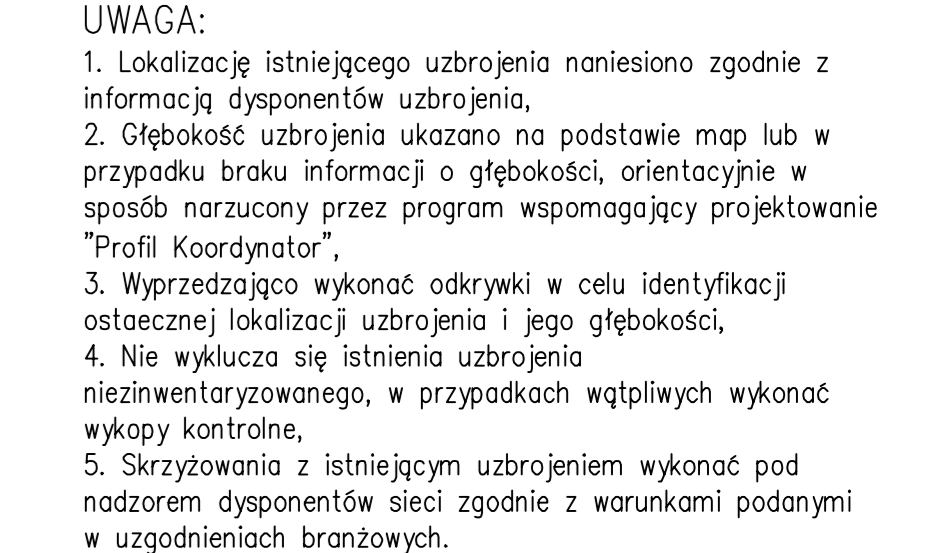 UWAGA:
1. Lokalizację istniejącego uzbrojenia naniesiono zgodnie z
informacją dysponentów uzbrojenia,
2. Głębokość uzbrojenia ukazano na podstawie map lub w
przypadku braku informacji o głębokości, orientacyjnie w
sposób narzucony przez program wspomagający projektowanie
"Profil Koordynator",
3. Wyprzedzająco wykonać odkrywki w celu identyfikacji
ostaecznej lokalizacji uzbrojenia i jego głębokości,
4. Nie wyklucza się istnienia uzbrojenia
niezinwentaryzowanego, w przypadkach wątpliwych wykonać
wykopy kontrolne,
5. Skrzyżowania z istniejącym uzbrojeniem wykonać pod
nadzorem dysponentów sieci zgodnie z warunkami podanymi
w uzgodnieniach branżowych.